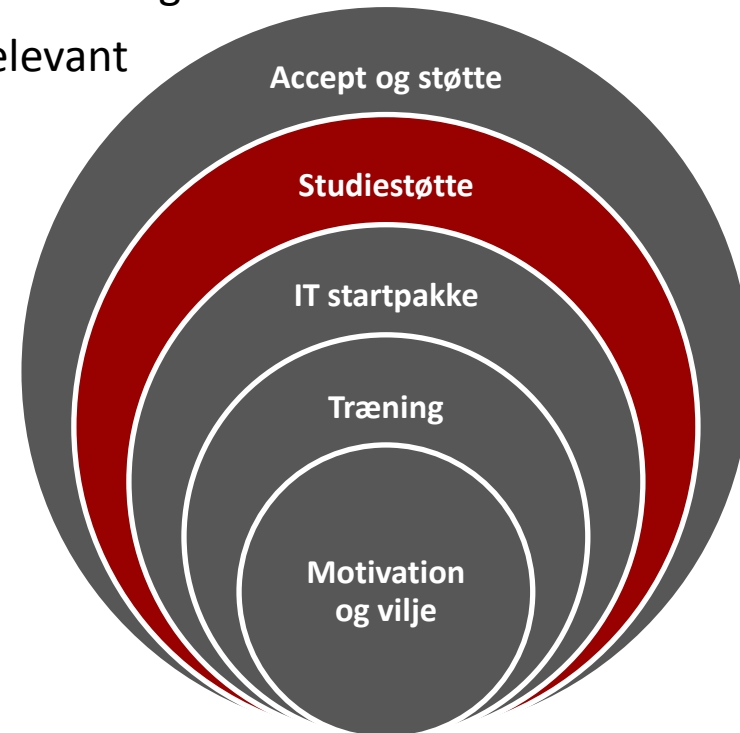 elevant
Accept og støtte
Studiestøtte
IT startpakke
Træning
Motivation
og vilje